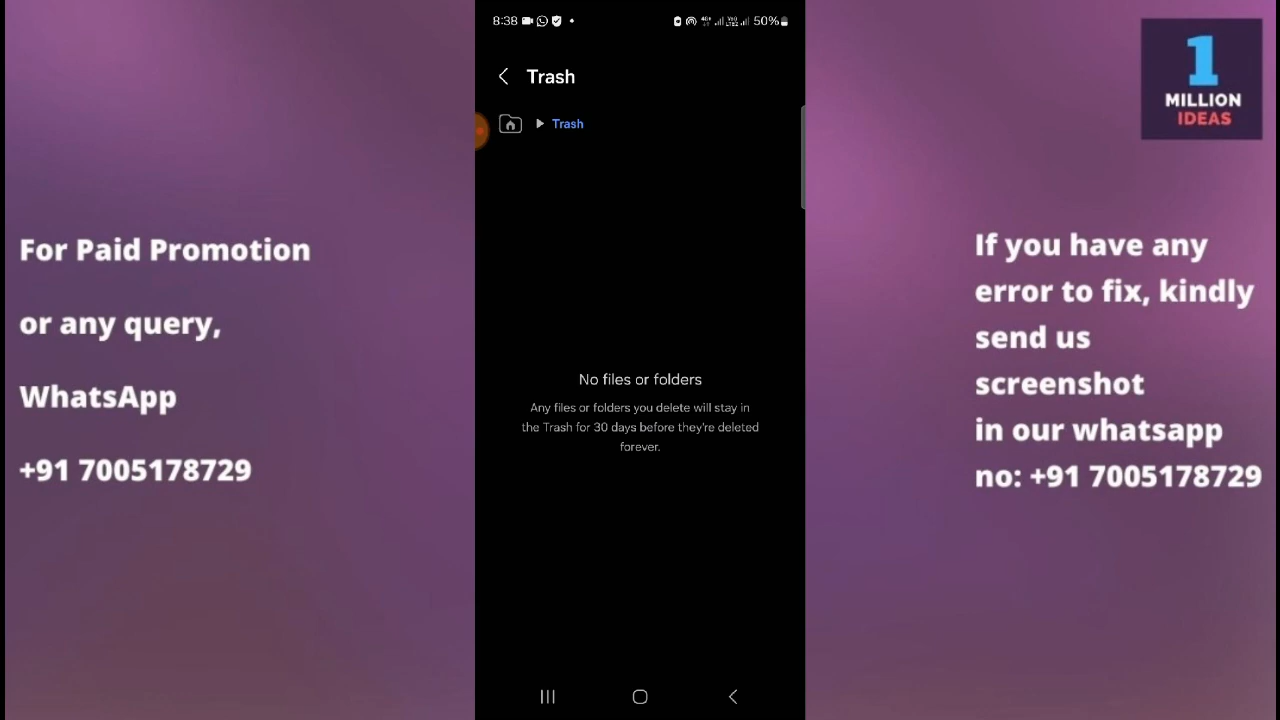 For Paid Promotion
or any query,
WhatsApp
+91 7005178729
8:38
50%
Trash
Trash
No files or folders
Any files or folders you delete will stay in
the Trash for 30 days before they're deleted
forever.
1
MILLION
IDEAS
If you have any
error to fix, kindly
send us
screenshot
in our whatsapp
no: +91 7005178729